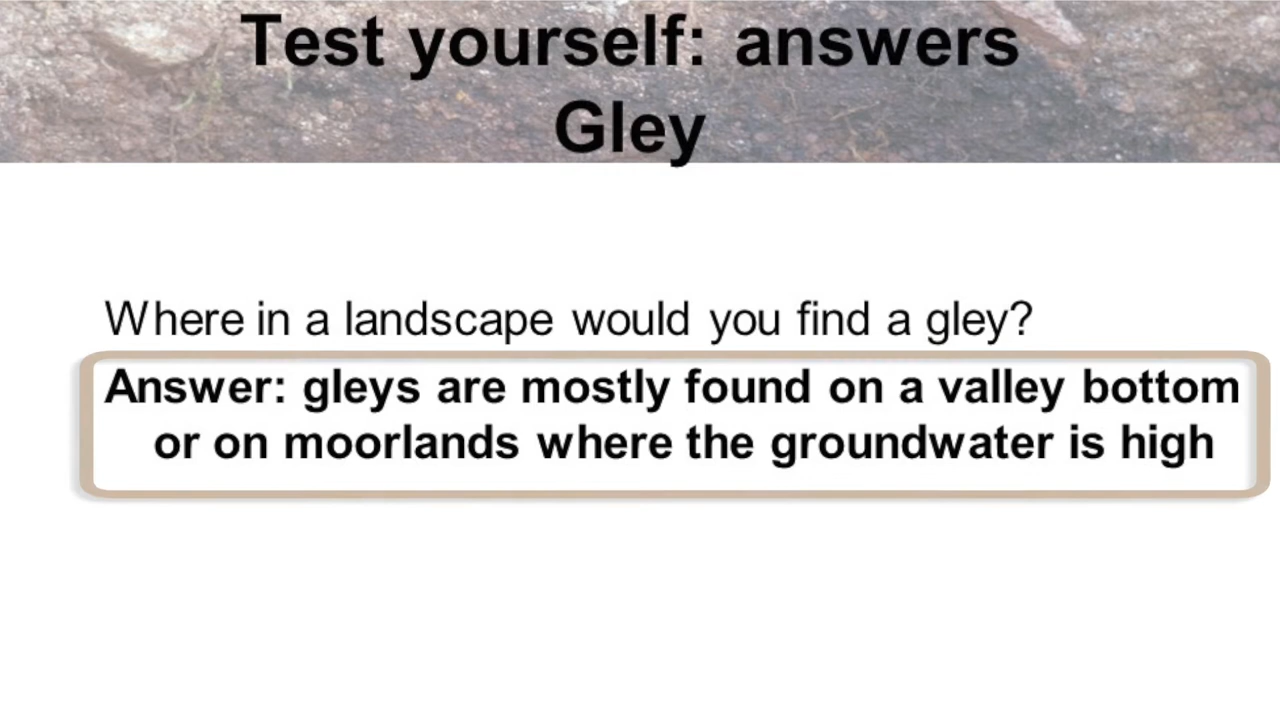 Test yourself: answers
Gley
Where in a landscape would you find a gley?
Answer: gleys are mostly found on a valley bottom
or on moorlands where the groundwater is high